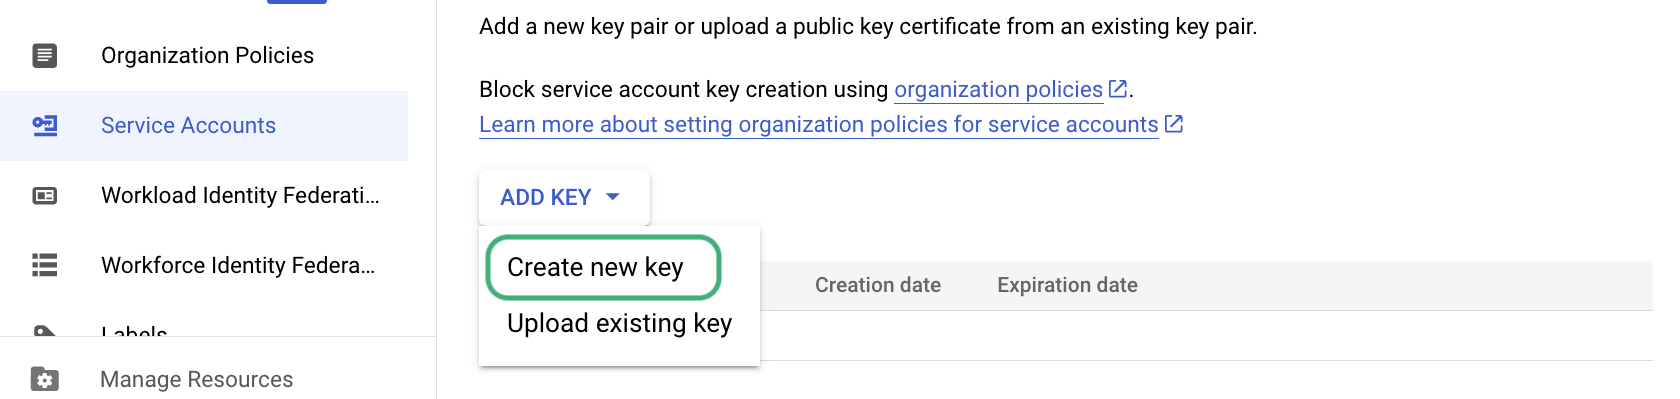 Organization Policies
Service Accounts
Workload Identity Federati...
Workforce Identity Federa...
Labels
Manage Resources
Add a new key pair or upload a public key certificate from an existing key pair.
Block service account key creation using organization policies.
Learn more about setting organization policies for service accounts
ADD KEY
Create new key
Upload existing key
Creation date
Expiration date